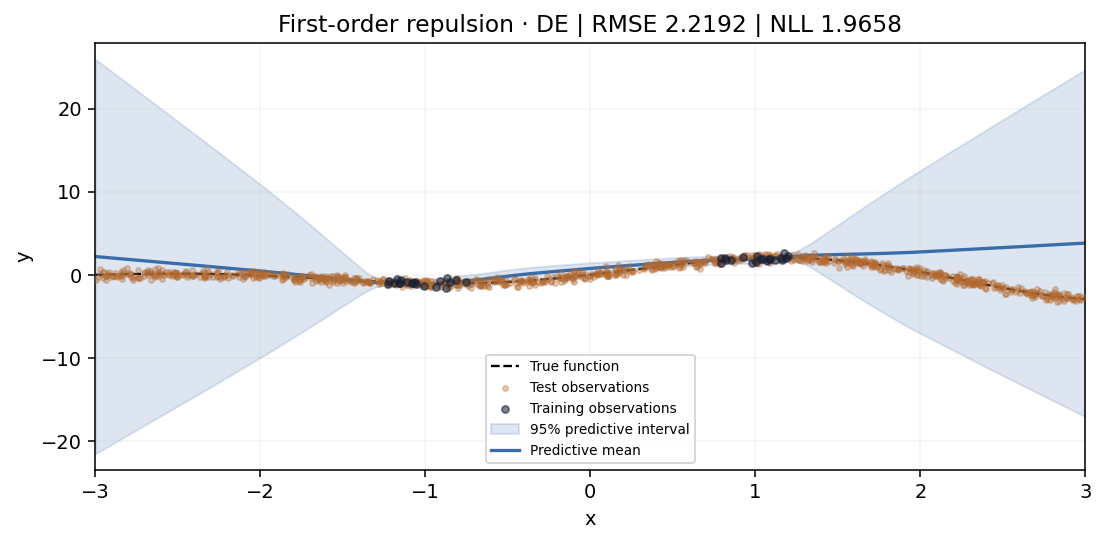 First-order repulsion · DE | RMSE 2.2192 | NLL 1.9658
20
10
0
−10
−20
y
True function
Test observations
Training observations
95% predictive interval
Predictive mean
−3 −2 −1 0 1 2 3
x